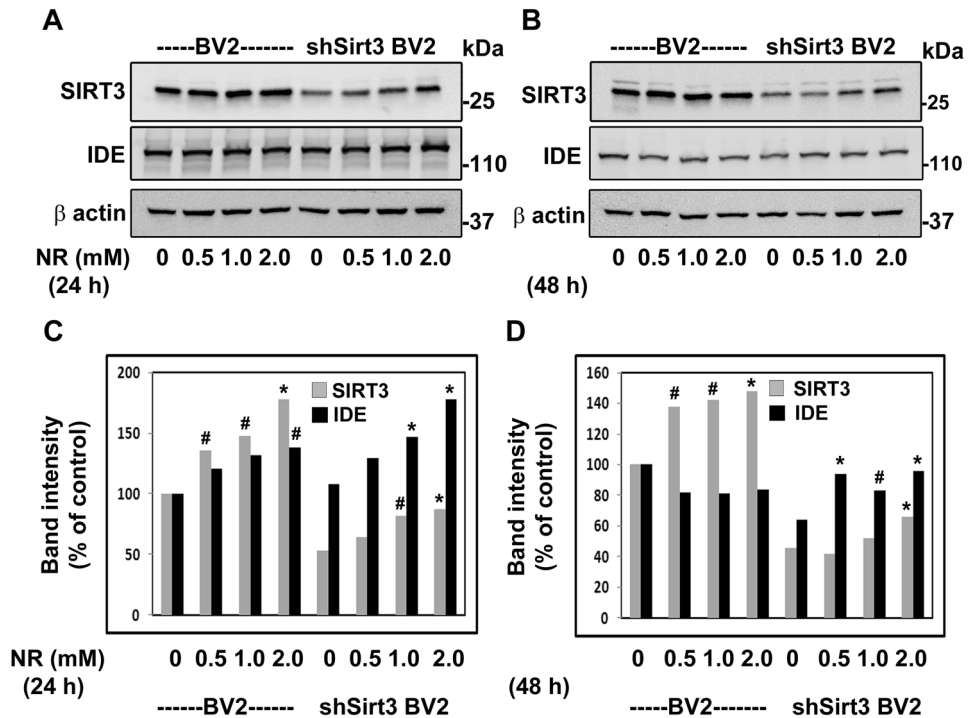 A
------BV2-------
shSirt3 BV2
kDa
SIRT3
-25
IDE
-110
β actin
-37
NR (mM)
0 0.5 1.0 2.0 0 0.5 1.0 2.0
(24 h)
B
------BV2------
shSirt3 BV2
kDa
SIRT3
-25
IDE
-110
β actin
-37
0 0.5 1.0 2.0 0 0.5 1.0 2.0
(48 h)
C
Band intensity
(% of control)
200
150
100
50
0
SIRT3
IDE
# # * # # * * *
NR (mM)
0 0.5 1.0 2.0 0 0.5 1.0 2.0
(24 h)
------BV2------
shSirt3 BV2
D
Band intensity
(% of control)
160
140
120
100
80
60
40
20
0
SIRT3
IDE
# # * * # * *
0 0.5 1.0 2.0 0 0.5 1.0 2.0
(48 h)
------BV2------
shSirt3 BV2